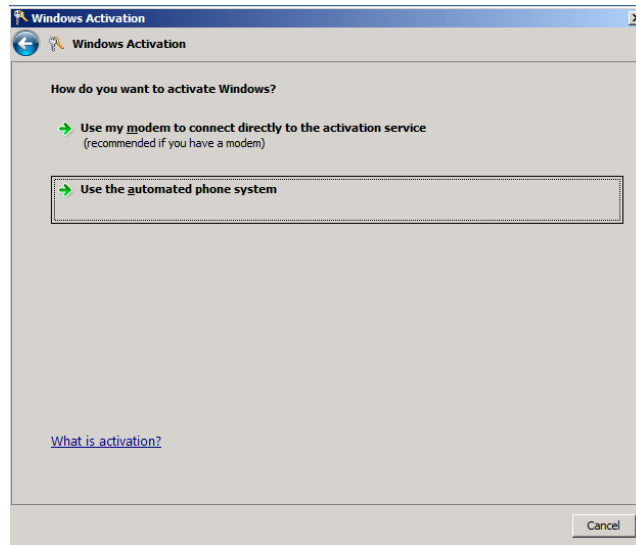 Windows Activation
Windows Activation
How do you want to activate Windows?
Use my modem to connect directly to the activation service
(recommended if you have a modem)
Use the automated phone system
What is activation?
Cancel